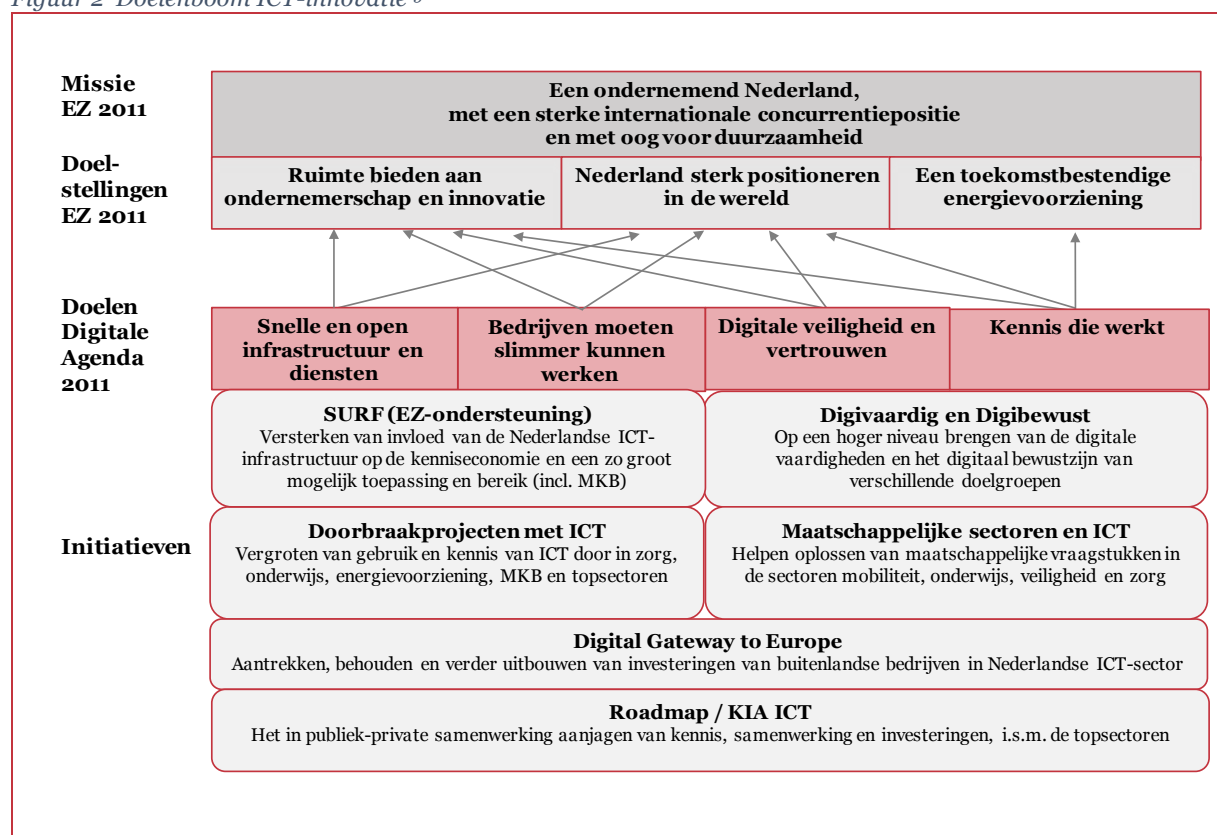 Figuur 2 Doelenboom ICT-innovatie
Missie
EZ 2011
Een ondernemend Nederland,
met een sterke internationale concurrentiepositie
en met oog voor duurzaamheid
Doel-
stellingen
EZ 2011
Ruimte bieden aan
ondernemerschap en innovatie
Nederland sterk positioneren
in de wereld
Een toekomstbestendige
energievoorziening
Doelen
Digitale
Agenda
2011
Snelle en open
infrastructuur en
diensten
Bedrijven moeten
slimmer kunnen
werken
Digitale veiligheid en
vertrouwen
Kennis die werkt
SURF (EZ-ondersteuning)
Versterken van invloed van de Nederlandse ICT-
infrastructuur op de kenniseconomie en een zo groot
mogelijk toepassing en bereik (incl. MKB)
Digivaardig en Digibewust
Op een hoger niveau brengen van de digitale
vaardigheden en het digitaal bewustzijn van
verschillende doelgroepen
Initiatieven
Doorbraakprojecten met ICT
Vergroten van gebruik en kennis van ICT door in zorg,
onderwijs, energievoorziening, MKB en topsectoren
Maatschappelijke sectoren en ICT
Helpen oplossen van maatschappelijke vraagstukken in
de sectoren mobiliteit, onderwijs, veiligheid en zorg
Digital Gateway to Europe
Aantrekken, behouden en verder uitbouwen van investeringen van buitenlandse bedrijven in Nederlandse ICT-sector
Roadmap / KIA ICT
Het in publiek-private samenwerking aanjagen van kennis, samenwerking en investeringen, i.s.m. de topsectoren